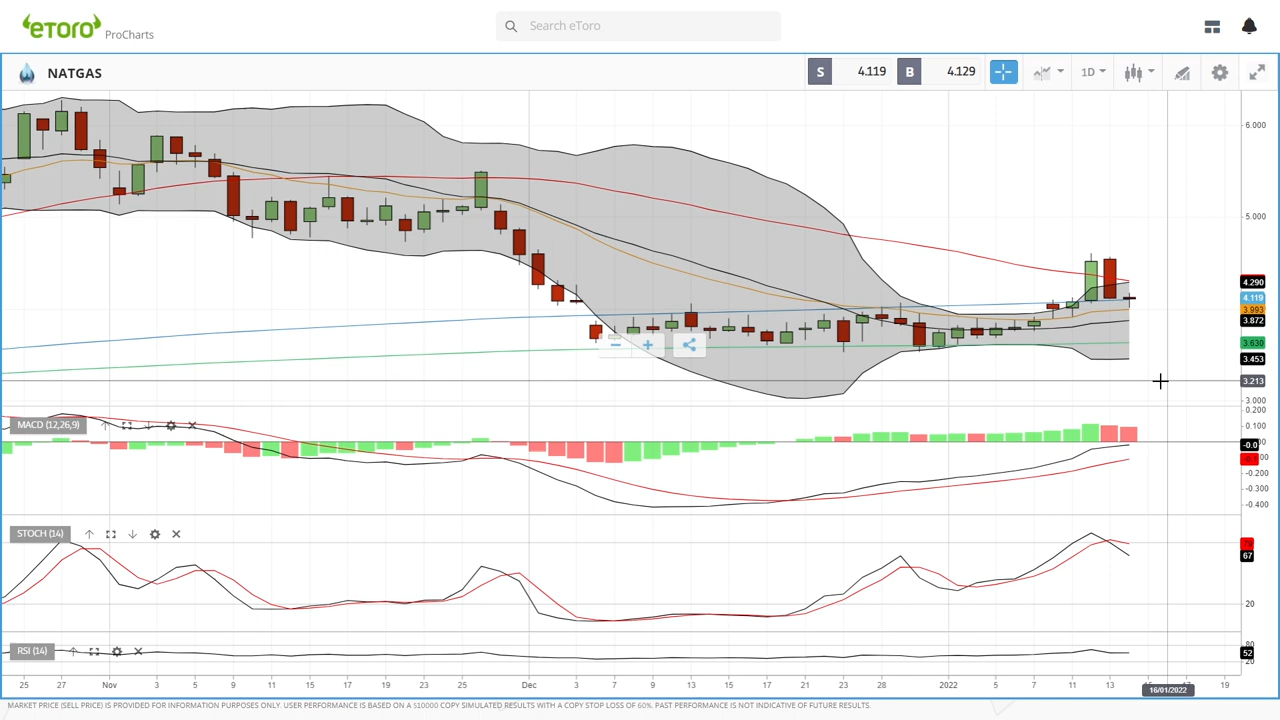 eToro ProCharts
Search eToro
NATGAS
S 4.119 B 4.129 1D
6.000
5.000
4.290
4.119
3.993
3.872
3.630
3.453
3.213
3.000
MACD (12,26,9)
0.200
0.100
-0.0
-0.200
-0.300
-0.400
STOCH (14)
67
20
RSI (14)
80
52
20
25 27 Nov 3 5 9 11 15 17 19 23 25 Dec 3 7 9 13 15 17 21 23 28 2022 5 7 11 13 19
16/01/2022
MARKET PRICE (SELL PRICE) IS PROVIDED FOR INFORMATION PURPOSES ONLY. USER PERFORMANCE IS BASED ON A $10000 COPY SIMULATED RESULTS WITH A COPY STOP LOSS OF 60%. PAST PERFORMANCE IS NOT INDICATIVE OF FUTURE RESULTS.